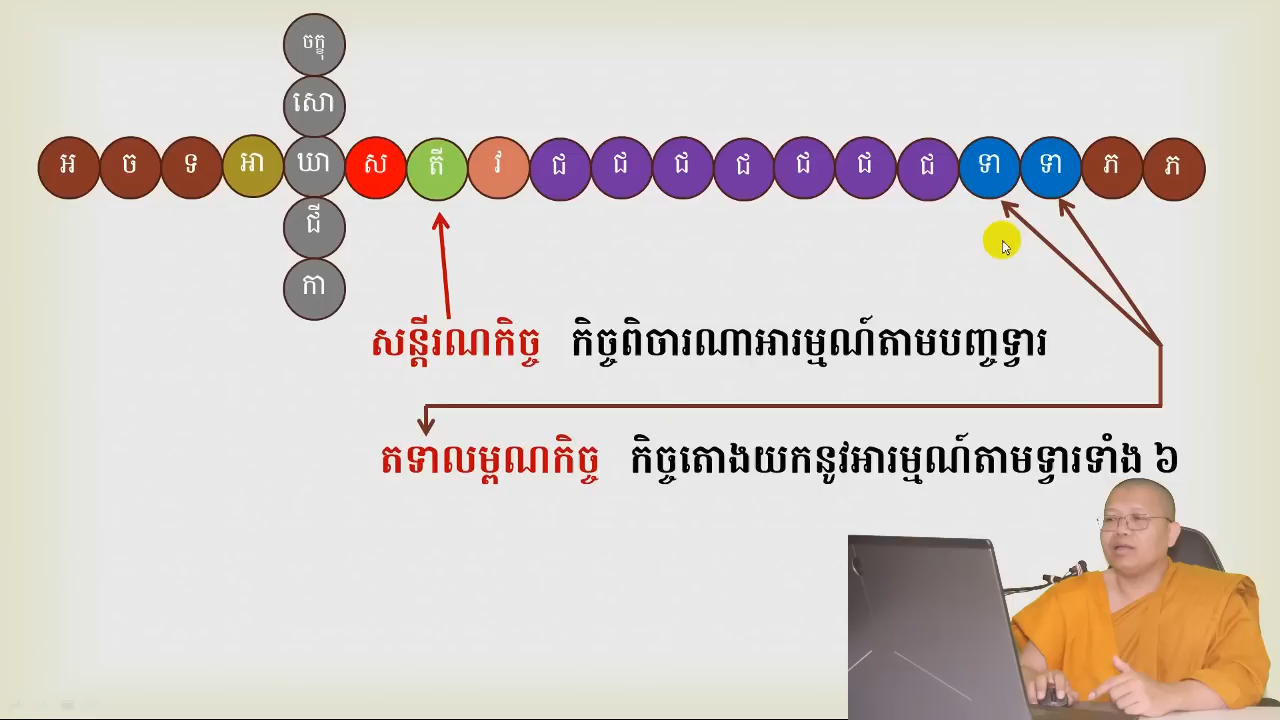 ចក្ខុ
សោ
អ ច ទ អា ឃា ស តី វ ជ ជ ជ ជ ជ ជ ជ ទា ទា ភ ភ
ជី
កា
សន្តីរណកិច្ច កិច្ចពិចារណាអារម្មណ៍តាមបញ្ចទ្វារ
តទាលម្ពណកិច្ច កិច្ចតោងយកនូវអារម្មណ៍តាមទ្វារទាំង ៦